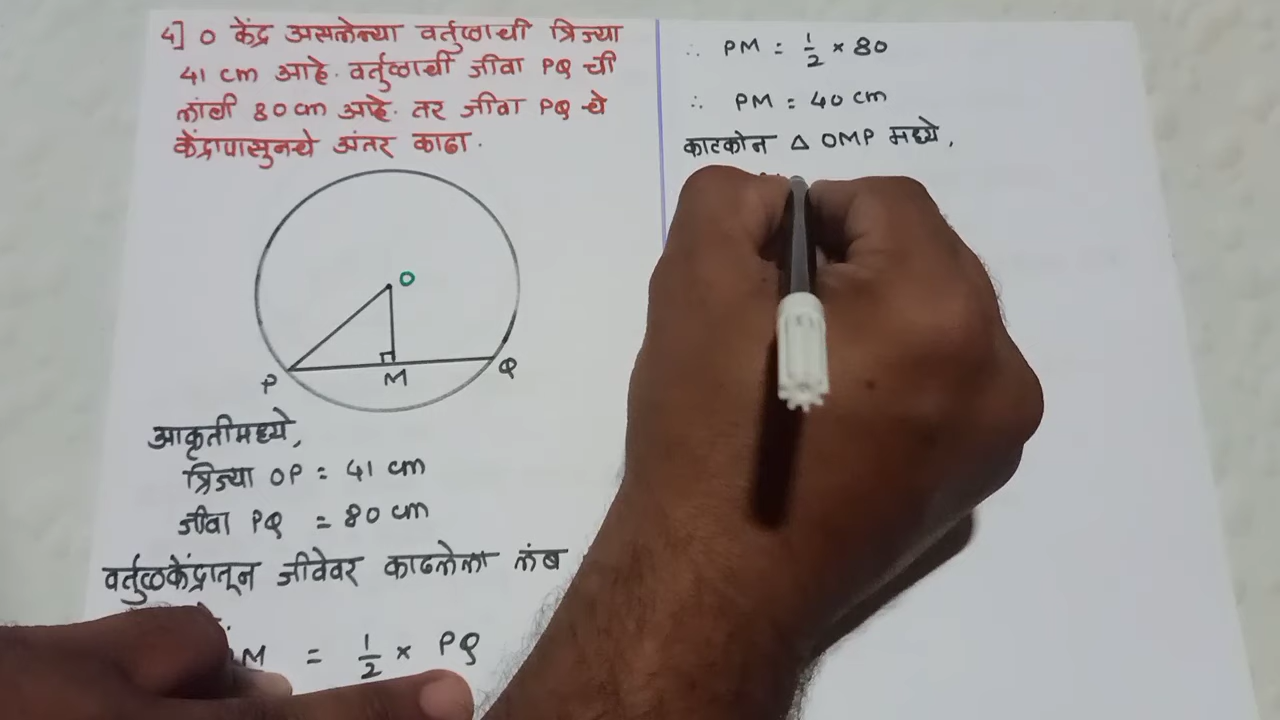 4] O केंद्र असलेल्या वर्तुळाची त्रिज्या
41 cm आहे. वर्तुळाची जीवा PQ ची
लांबी 80 cm आहे. तर जीवा PQ चे
केंद्रापासुनचे अंतर काढा.
O
P
M
Q
आकृतीमध्ये,
त्रिज्या OP = 41 cm
जीवा PQ = 80 cm
वर्तुळकेंद्रातून जीवेवर काढलेला लंब
M = 1/2 × PQ
∴ PM = 1/2 × 80
∴ PM = 40 cm
काटकोन △ OMP मध्ये,